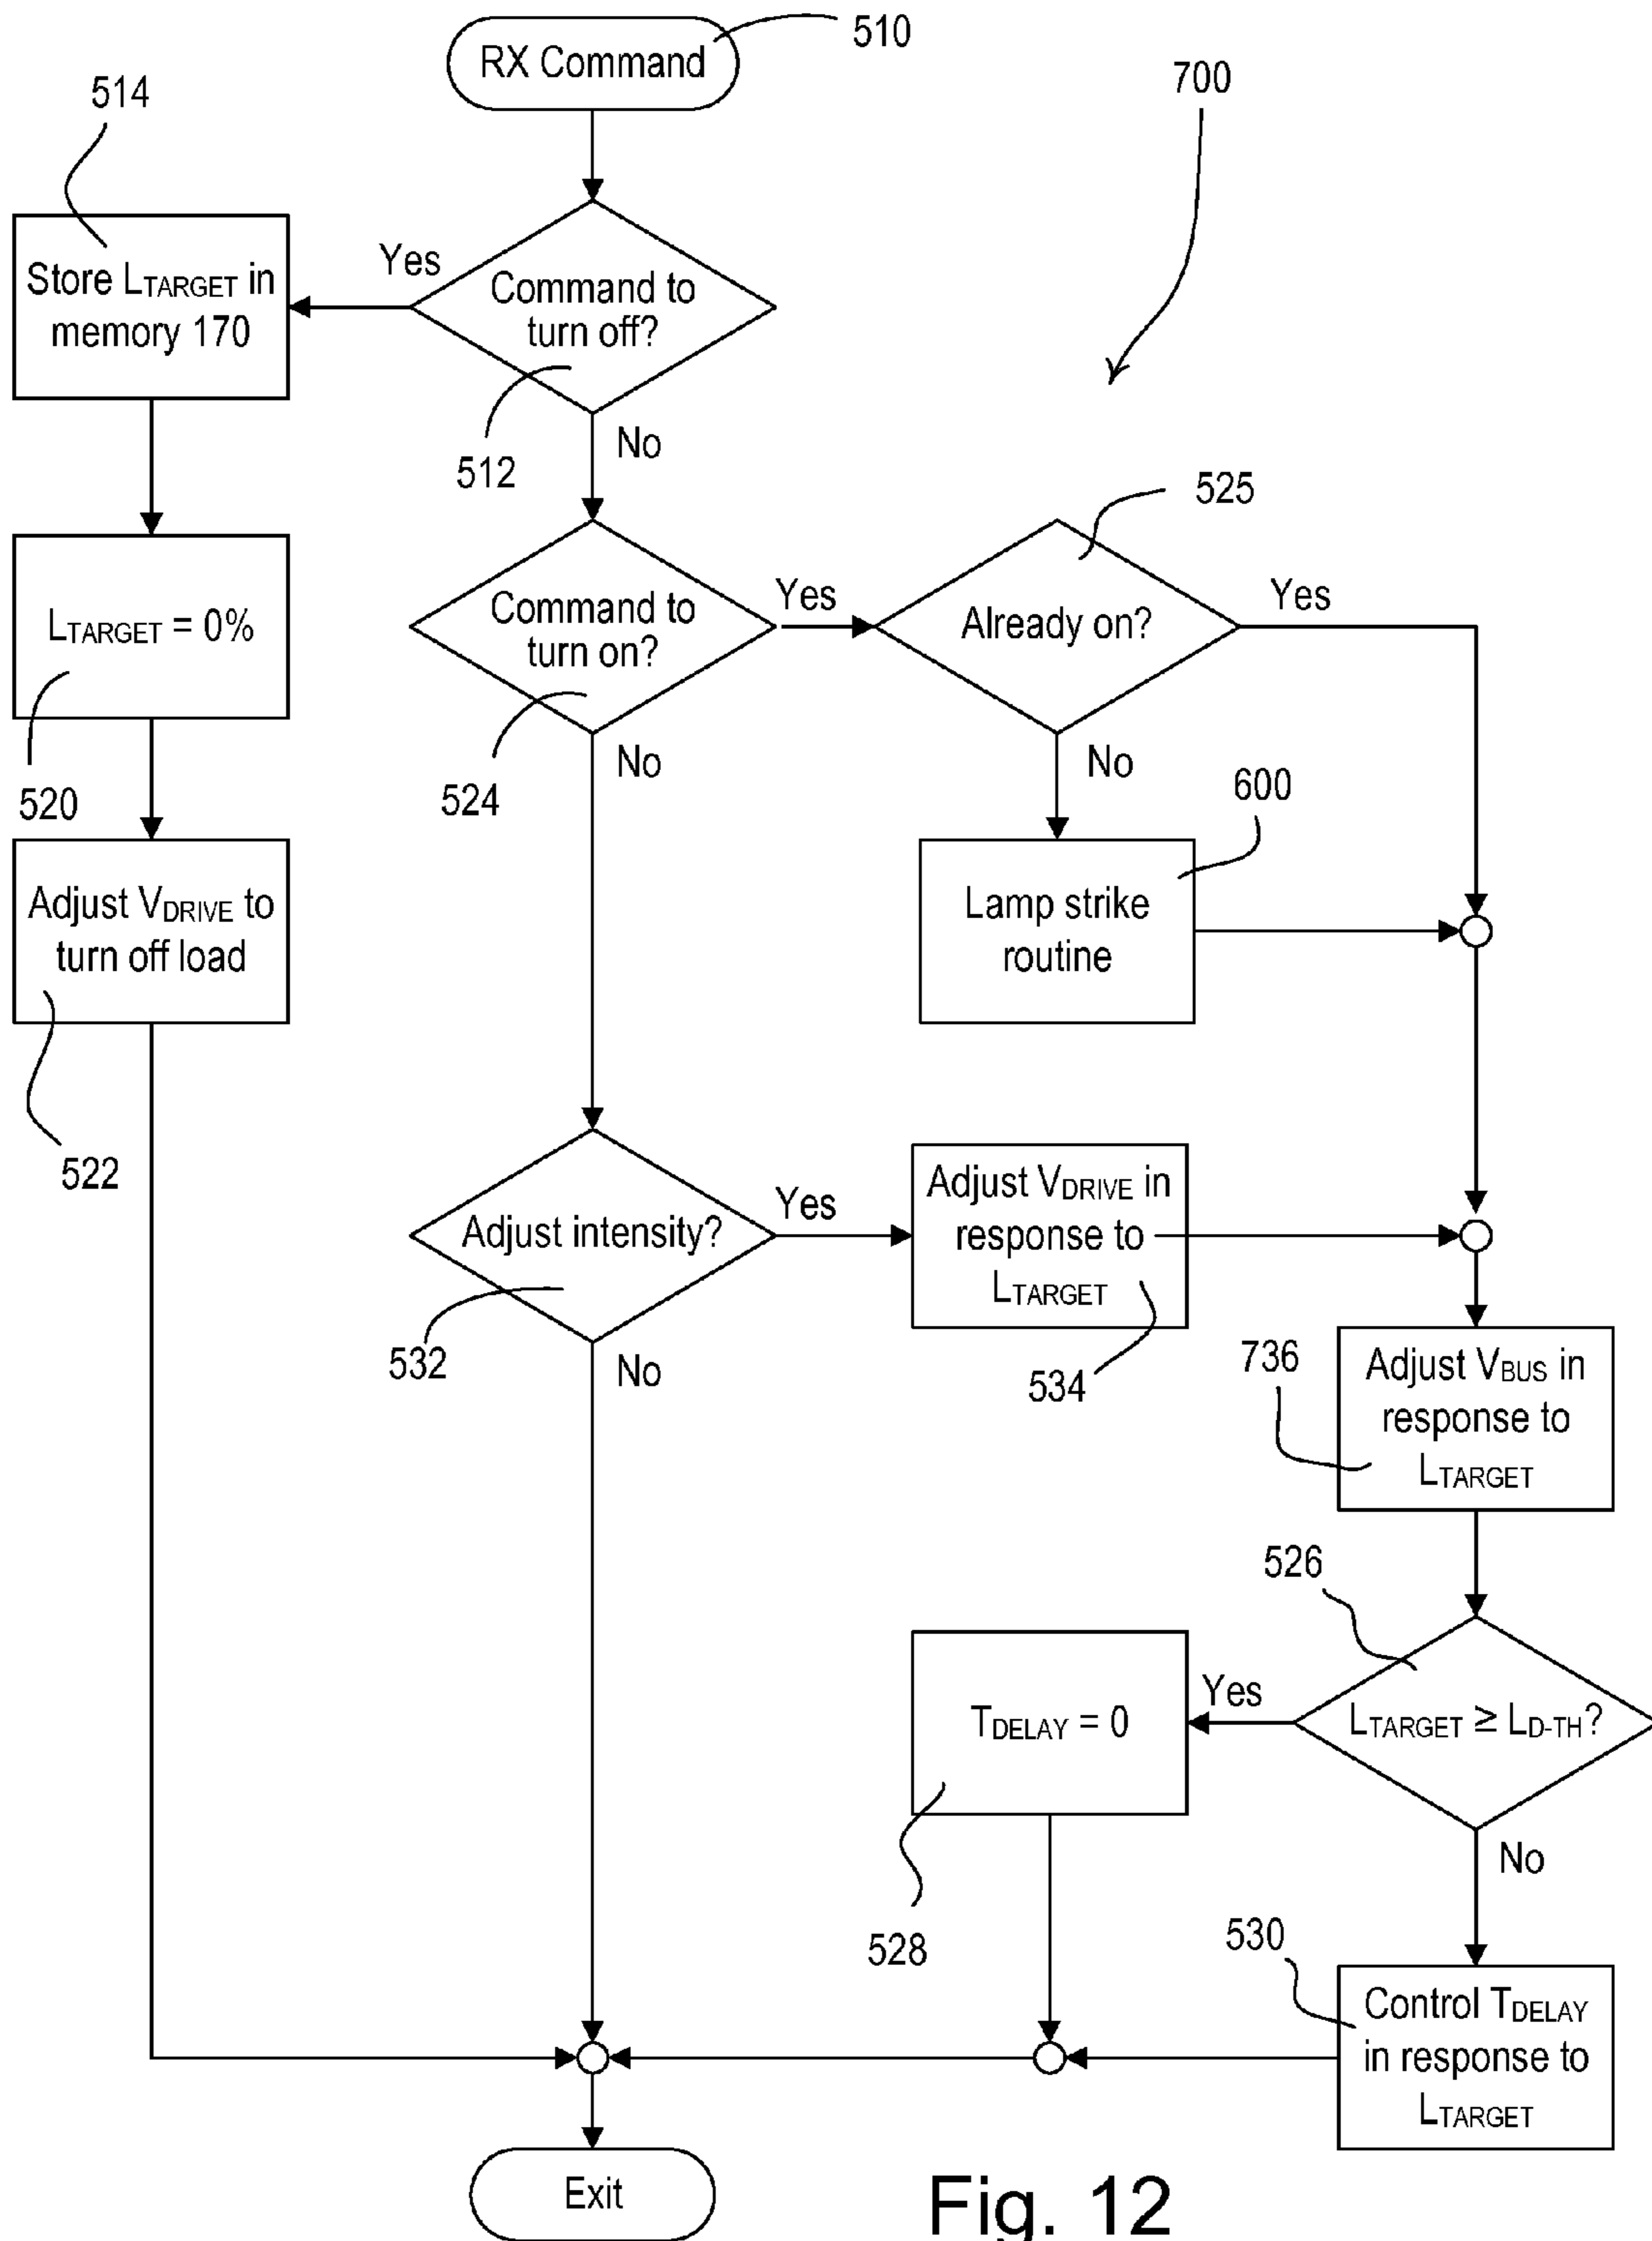 RX Command
510
700
514
Store LTARGET in
memory 170
Yes
Command to
turn off?
512
No
525
LTARGET = 0%
520
Command to
turn on?
524
Yes
Already on?
Yes
No
No
600
Adjust VDRIVE to
turn off load
522
Lamp strike
routine
Adjust intensity?
532
Yes
No
Adjust VDRIVE in
response to
LTARGET
534
736
Adjust VBUS in
response to
LTARGET
526
TDELAY = 0
528
Yes
LTARGET ≥ LD-TH?
No
530
Control TDELAY
in response to
LTARGET
Exit
Fig. 12